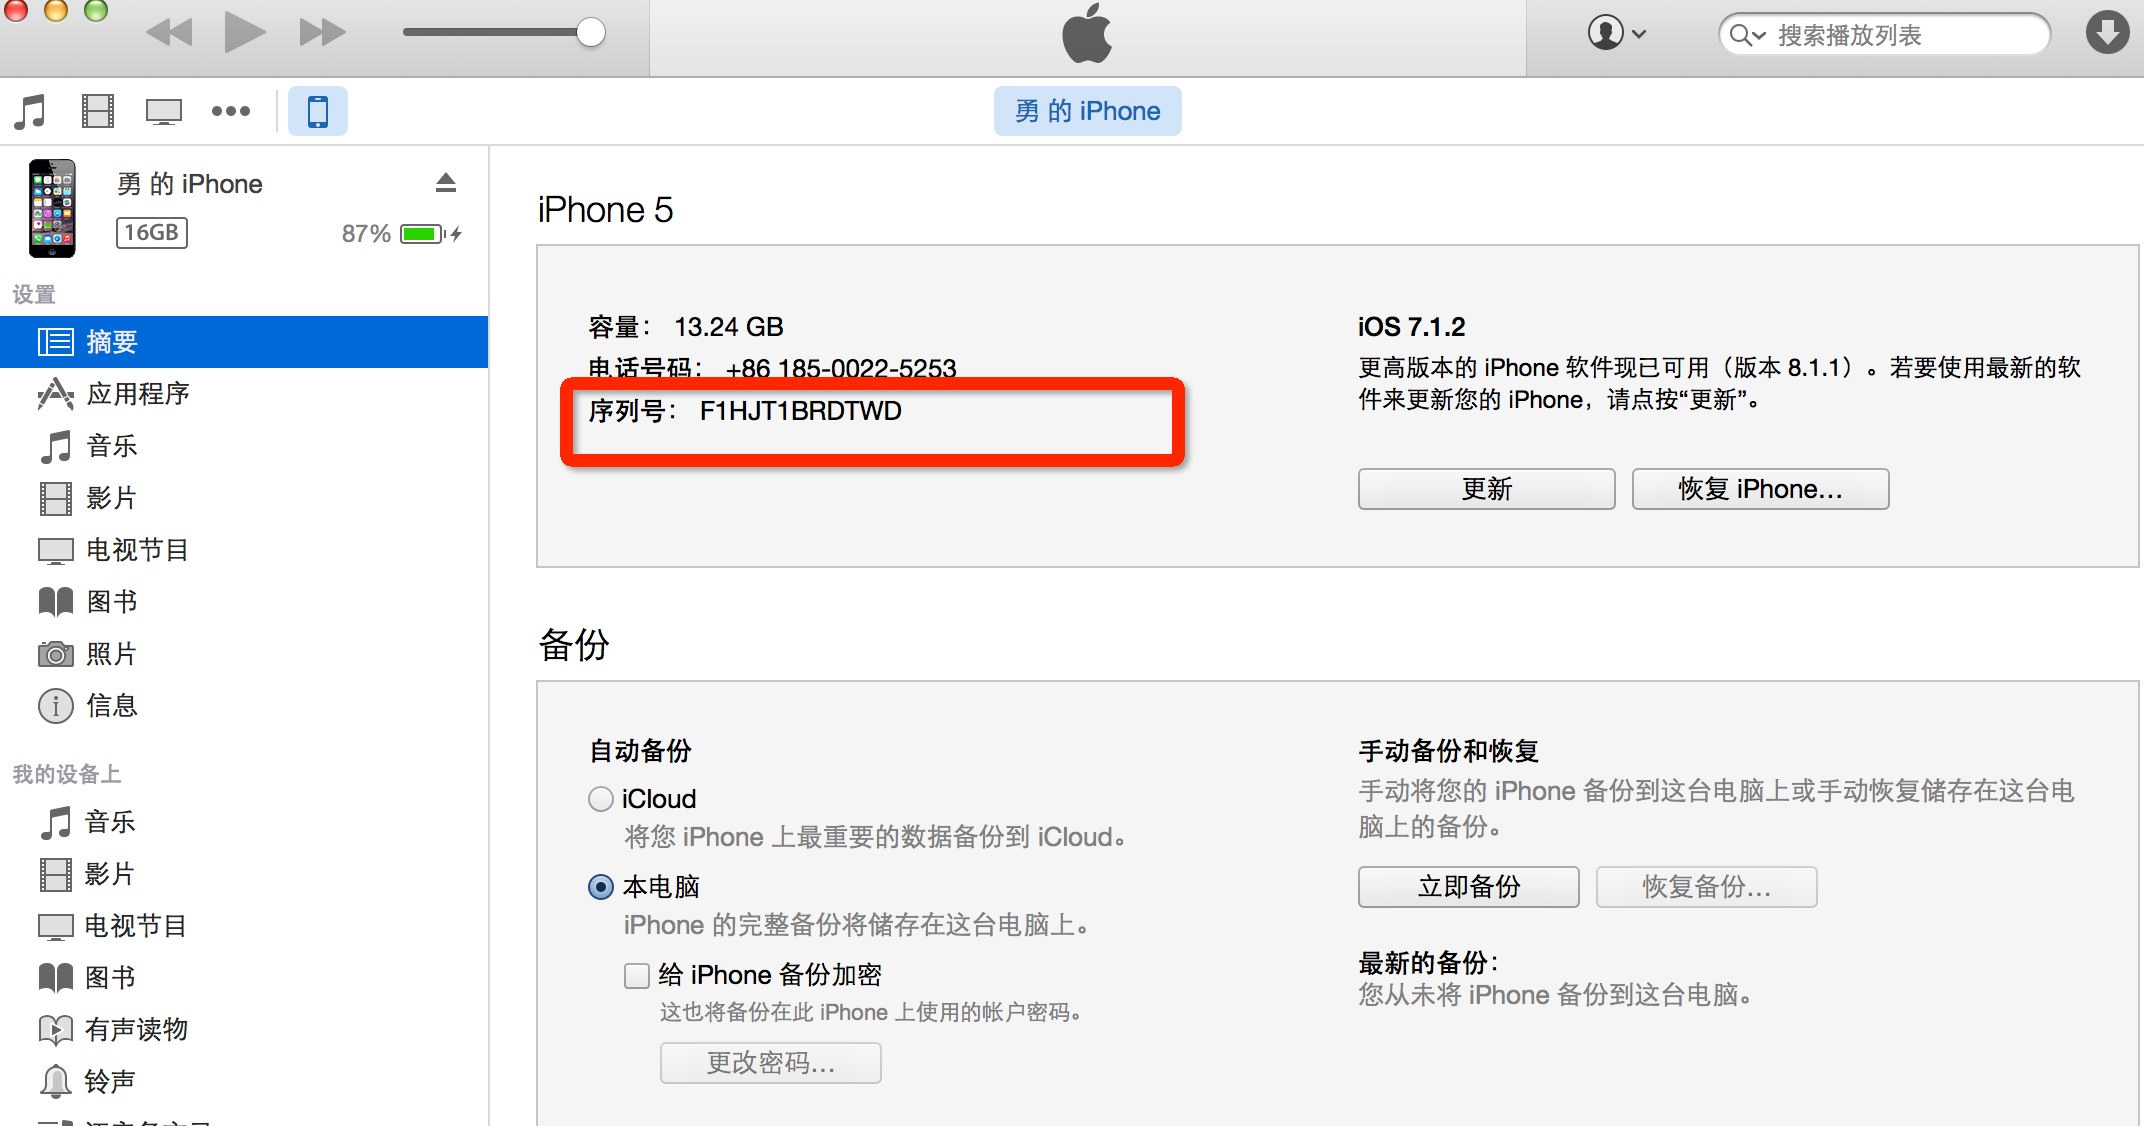 搜索播放列表
勇 的 iPhone
勇 的 iPhone
16GB
87%
设置
摘要
应用程序
音乐
影片
电视节目
图书
照片
信息
我的设备上
音乐
影片
电视节目
图书
有声读物
铃声
iPhone 5
容量： 13.24 GB
电话号码： +86 185-0022-5253
序列号： F1HJT1BRDTWD
iOS 7.1.2
更高版本的 iPhone 软件现已可用（版本 8.1.1）。若要使用最新的软
件来更新您的 iPhone，请点按“更新”。
更新
恢复 iPhone...
备份
自动备份
iCloud
将您 iPhone 上最重要的数据备份到 iCloud。
本电脑
iPhone 的完整备份将储存在这台电脑上。
给 iPhone 备份加密
这也将备份在此 iPhone 上使用的帐户密码。
更改密码...
手动备份和恢复
手动将您的 iPhone 备份到这台电脑上或手动恢复储存在这台电
脑上的备份。
立即备份
恢复备份...
最新的备份：
您从未将 iPhone 备份到这台电脑。